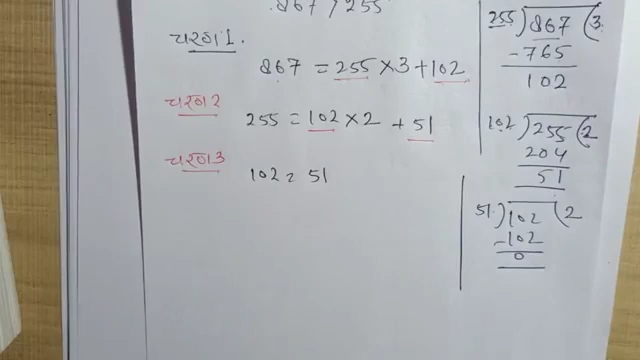 867, 255
चरण 1.
867 = 255 × 3 + 102
चरण 2
255 = 102 × 2 + 51
चरण 3
102 = 51
255 ) 867 ( 3
- 765
102
102 ) 255 ( 2
204
51
51 ) 102 ( 2
- 102
0